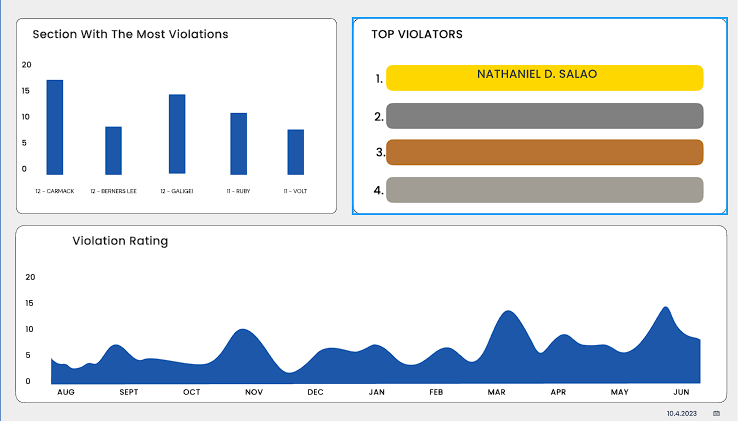 Section With The Most Violations
20
15
10
5
0
12 - CARMACK 12 - BERNERS LEE 12 - GALIGEI 11 - RUBY 11 - VOLT
TOP VIOLATORS
1. NATHANIEL D. SALAO
2.
3.
4.
Violation Rating
20
15
10
5
0
AUG SEPT OCT NOV DEC JAN FEB MAR APR MAY JUN
10.4.2023